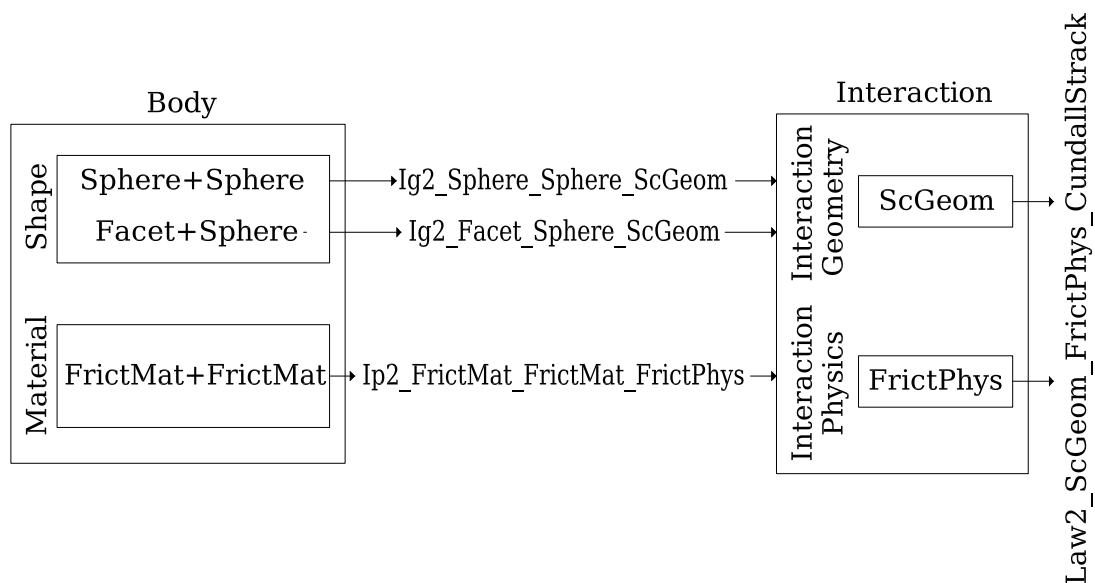 Body
Shape
Sphere+Sphere
Facet+Sphere
Material
FrictMat+FrictMat
Ig2_Sphere_Sphere_ScGeom
Ig2_Facet_Sphere_ScGeom
Ip2_FrictMat_FrictMat_FrictPhys
Interaction
Interaction
Geometry
ScGeom
Interaction
Physics
FrictPhys
Law2_ScGeom_FrictPhys_CundallStrack